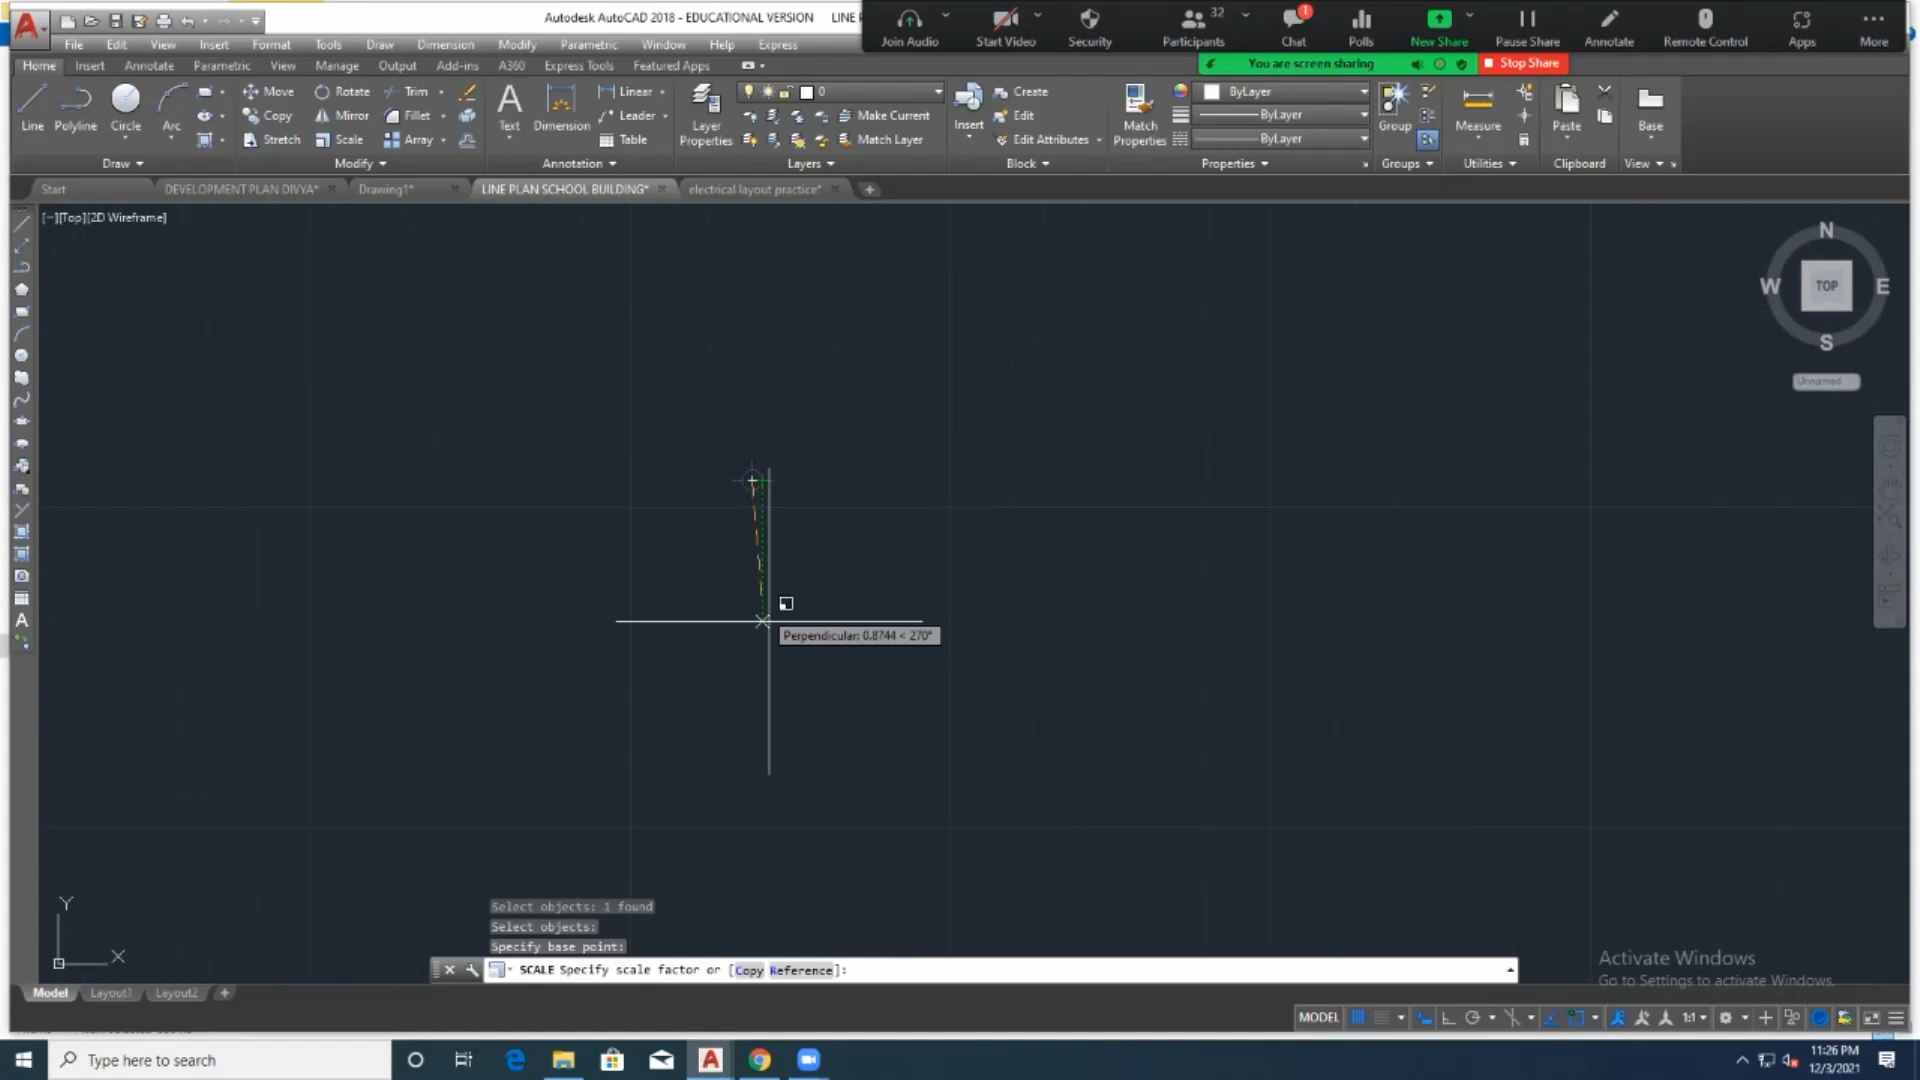 Autodesk AutoCAD 2018 - EDUCATIONAL VERSION LINE
Join Audio
Start Video
Security
Participants
32
Chat
1
Polls
New Share
Pause Share
Annotate
Remote Control
Apps
More
File Edit View Insert Format Tools Draw Dimension Modify Parametric Window Help Express
Home Insert Annotate Parametric View Manage Output Add-ins A360 Express Tools Featured Apps
You are screen sharing
Stop Share
Line Polyline Circle Arc
Draw
Move Rotate Trim
Copy Mirror Fillet
Stretch Scale Array
Modify
Text Dimension
Linear
Leader
Table
Annotation
Layer Properties
0
Make Current
Match Layer
Layers
Insert
Create
Edit
Edit Attributes
Block
Match Properties
ByLayer
ByLayer
ByLayer
Properties
Group
Groups
Measure
Utilities
Paste
Clipboard
Base
View
Start DEVELOPMENT PLAN DIVYA* Drawing1* LINE PLAN SCHOOL BUILDING* electrical layout practice*
[−][Top][2D Wireframe]
N
W TOP E
S
Unnamed
Perpendicular: 0.8744 < 270°
Y
X
Select objects: 1 found
Select objects:
Specify base point:
SCALE Specify scale factor or [Copy Reference]:
Activate Windows
Go to Settings to activate Windows.
Model Layout1 Layout2
MODEL
1:1
Type here to search
11:26 PM
12/3/2021